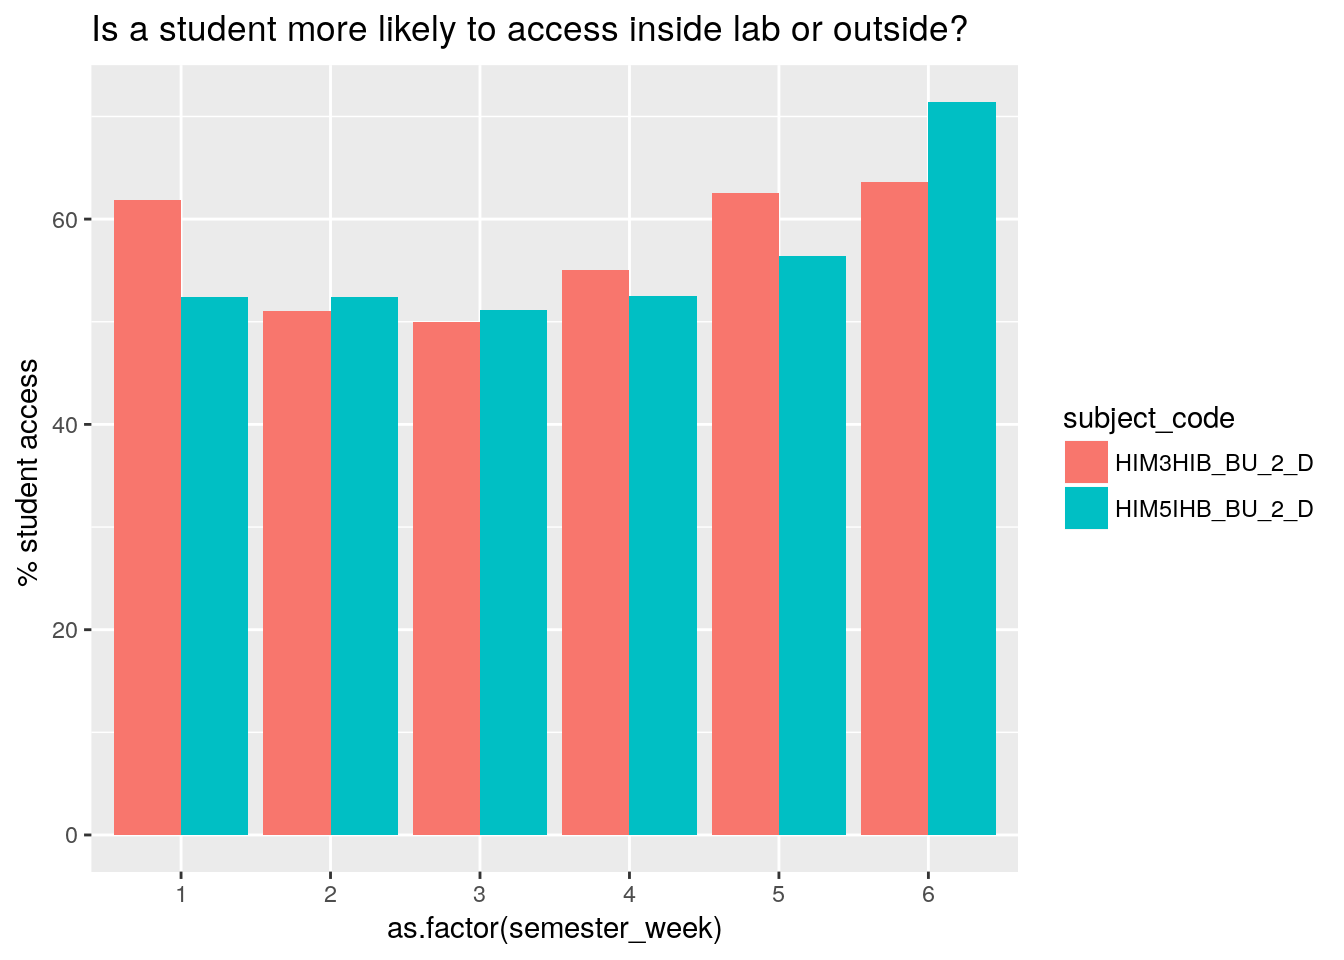 Is a student more likely to access inside lab or outside?
% student access
60
40
20
0
1 2 3 4 5 6
as.factor(semester_week)
subject_code
HIM3HIB_BU_2_D
HIM5IHB_BU_2_D